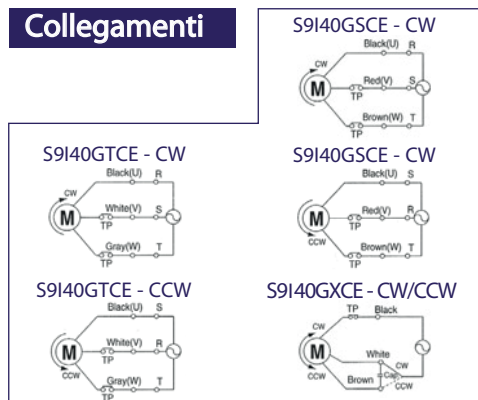 Collegamenti
S9I40GSCE - CW
Black(U) R
CW
M
Red(V) S
TP
Brown(W) T
TP
S9I40GTCE - CW
Black(U) R
CW
M
White(V) S
TP
Gray(W) T
TP
S9I40GSCE - CW
Black(U) S
M
Red(V) R
TP
CCW
Brown(W) T
TP
S9I40GTCE - CCW
Black(U) S
M
White(V) R
TP
CCW
Gray(W) T
TP
S9I40GXCE - CW/CCW
TP Black
CW
M
White
CW
Cap.
CCW
Brown
CCW